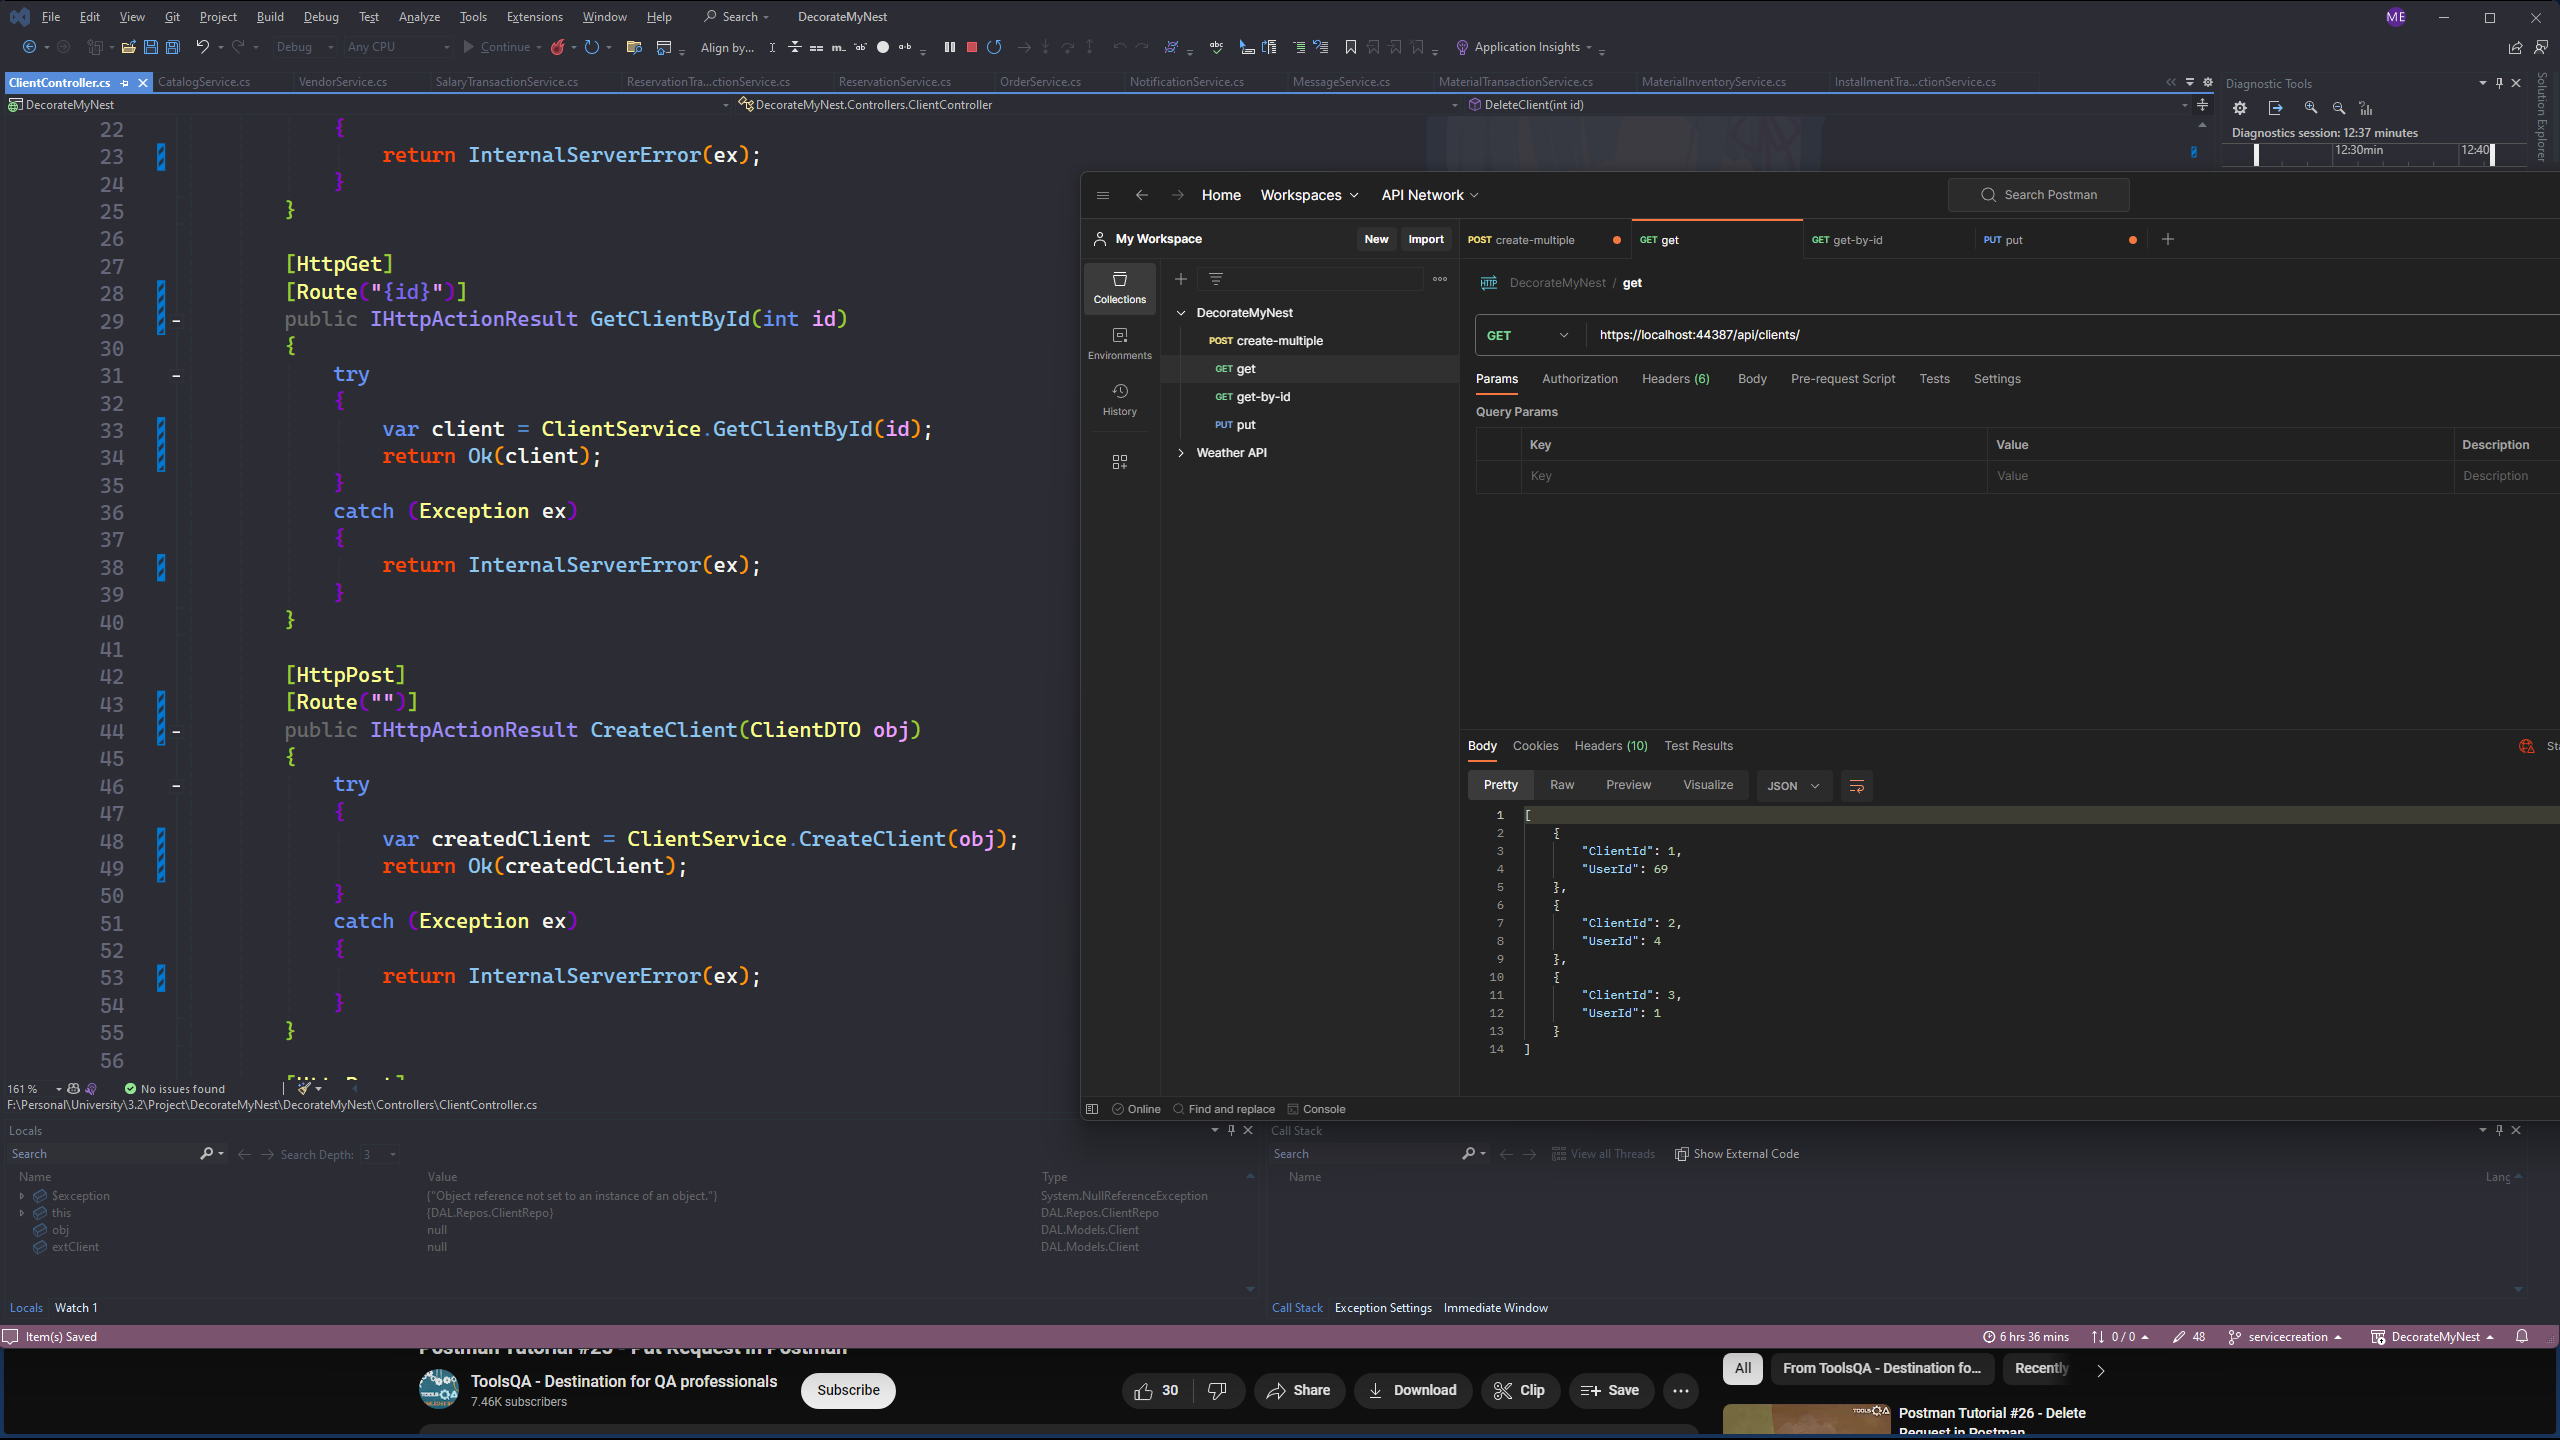 File Edit View Git Project Build Debug Test Analyze Tools Extensions Window Help Search DecorateMyNest ME
Debug Any CPU Continue Align by... Application Insights
ClientController.cs CatalogService.cs VendorService.cs SalaryTransactionService.cs ReservationTra...ctionService.cs ReservationService.cs OrderService.cs NotificationService.cs MessageService.cs MaterialTransactionService.cs MaterialInventoryService.cs InstallmentTra...ctionService.cs
DecorateMyNest DecorateMyNest.Controllers.ClientController DeleteClient(int id)
Diagnostic Tools
Diagnostics session: 12:37 minutes
12:30min 12:40
Solution Explorer
22 {
23 return InternalServerError(ex);
24 }
25 }
26
27 [HttpGet]
28 [Route("{id}")]
29 public IHttpActionResult GetClientById(int id)
30 {
31 try
32 {
33 var client = ClientService.GetClientById(id);
34 return Ok(client);
35 }
36 catch (Exception ex)
37 {
38 return InternalServerError(ex);
39 }
40 }
41
42 [HttpPost]
43 [Route("")]
44 public IHttpActionResult CreateClient(ClientDTO obj)
45 {
46 try
47 {
48 var createdClient = ClientService.CreateClient(obj);
49 return Ok(createdClient);
50 }
51 catch (Exception ex)
52 {
53 return InternalServerError(ex);
54 }
55 }
56
161 % No issues found
F:\Personal\University\3.2\Project\DecorateMyNest\DecorateMyNest\Controllers\ClientController.cs
Home Workspaces API Network Search Postman
My Workspace New Import
POST create-multiple GET get GET get-by-id PUT put
Collections
Environments
History
DecorateMyNest
POST create-multiple
GET get
GET get-by-id
PUT put
Weather API
HTTP DecorateMyNest / get
GET https://localhost:44387/api/clients/
Params Authorization Headers (6) Body Pre-request Script Tests Settings
Query Params
Key Value Description
Key Value Description
Body Cookies Headers (10) Test Results
Pretty Raw Preview Visualize JSON
1 [
2 {
3 "ClientId": 1,
4 "UserId": 69
5 },
6 {
7 "ClientId": 2,
8 "UserId": 4
9 },
10 {
11 "ClientId": 3,
12 "UserId": 1
13 }
14 ]
Online Find and replace Console
Locals
Search Search Depth: 3
Name Value Type
$exception {"Object reference not set to an instance of an object."} System.NullReferenceException
this {DAL.Repos.ClientRepo} DAL.Repos.ClientRepo
obj null DAL.Models.Client
extClient null DAL.Models.Client
Locals Watch 1
Call Stack
Search View all Threads Show External Code
Name
Call Stack Exception Settings Immediate Window
Item(s) Saved 6 hrs 36 mins 0 / 0 48 servicecreation DecorateMyNest
Postman Tutorial #25 - Put Request in Postman
ToolsQA - Destination for QA professionals
7.46K subscribers
Subscribe
30 Share Download Clip Save
All From ToolsQA - Destination fo... Recently
Postman Tutorial #26 - Delete
Request in Postman